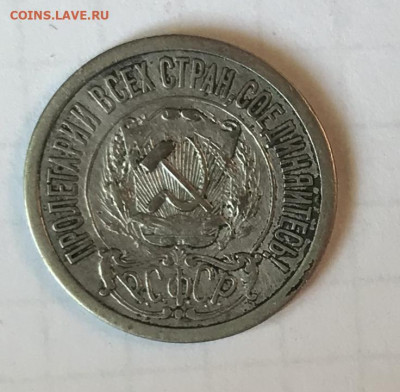 COINS.LAVE.RU
ПРОЛЕТАРИИ ВСЕХ СТРАН, СОЕДИНЯЙТЕСЬ!
Р.С.Ф.С.Р.